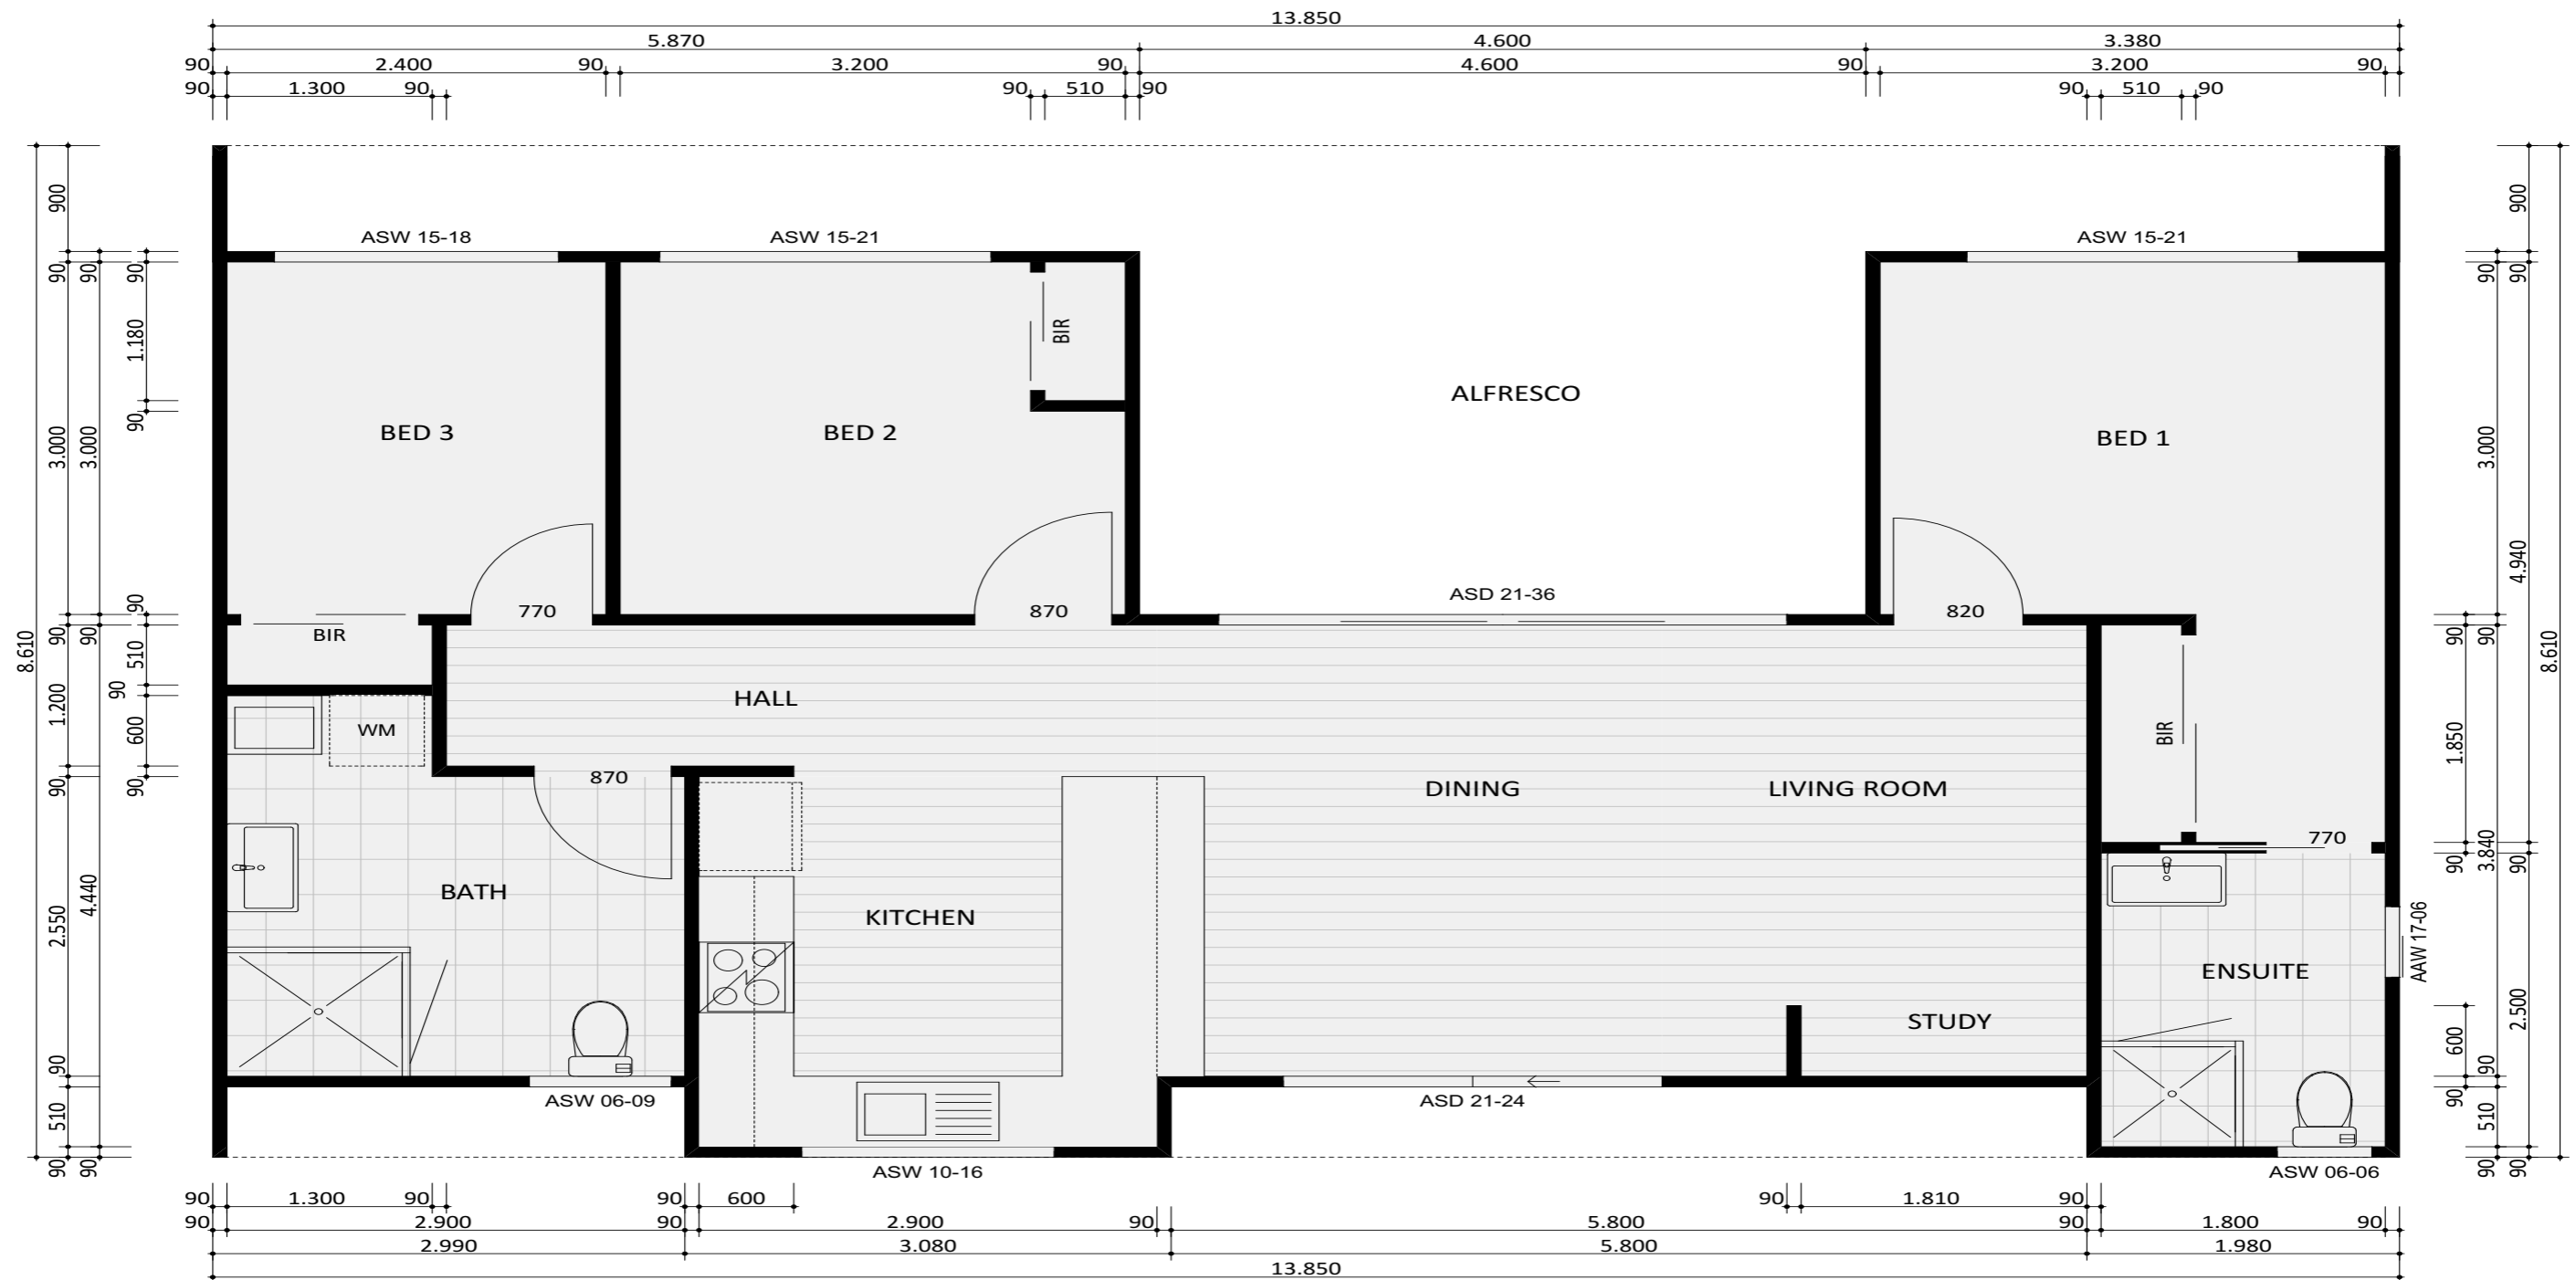 13.850
5.870 4.600 3.380
90 2.400 90 3.200 90 4.600 90 3.200 90
90 1.300 90 90 510 90 90 510 90
ASW 15-18 ASW 15-21 ASW 15-21
BIR
ALFRESCO
BED 3 BED 2 BED 1
ASD 21-36
770 870 820
BIR
HALL
WM
BIR
870
DINING LIVING ROOM
770
BATH
KITCHEN
AAW 17-06
ENSUITE
STUDY
ASW 06-09 ASD 21-24
ASW 10-16 ASW 06-06
8.610
900 90 3.000 90 1.200 90 2.550 90 510 90
90 3.000 90 4.440 90
90 1.180 90 90 510 90 600 90
90 1.850 90 600 90
90 3.000 90 3.840 90 510 90
900 90 4.940 90 2.500 90
8.610
90 1.300 90 90 600 90 1.810 90
90 2.900 90 2.900 90 5.800 90 1.800 90
2.990 3.080 5.800 1.980
13.850